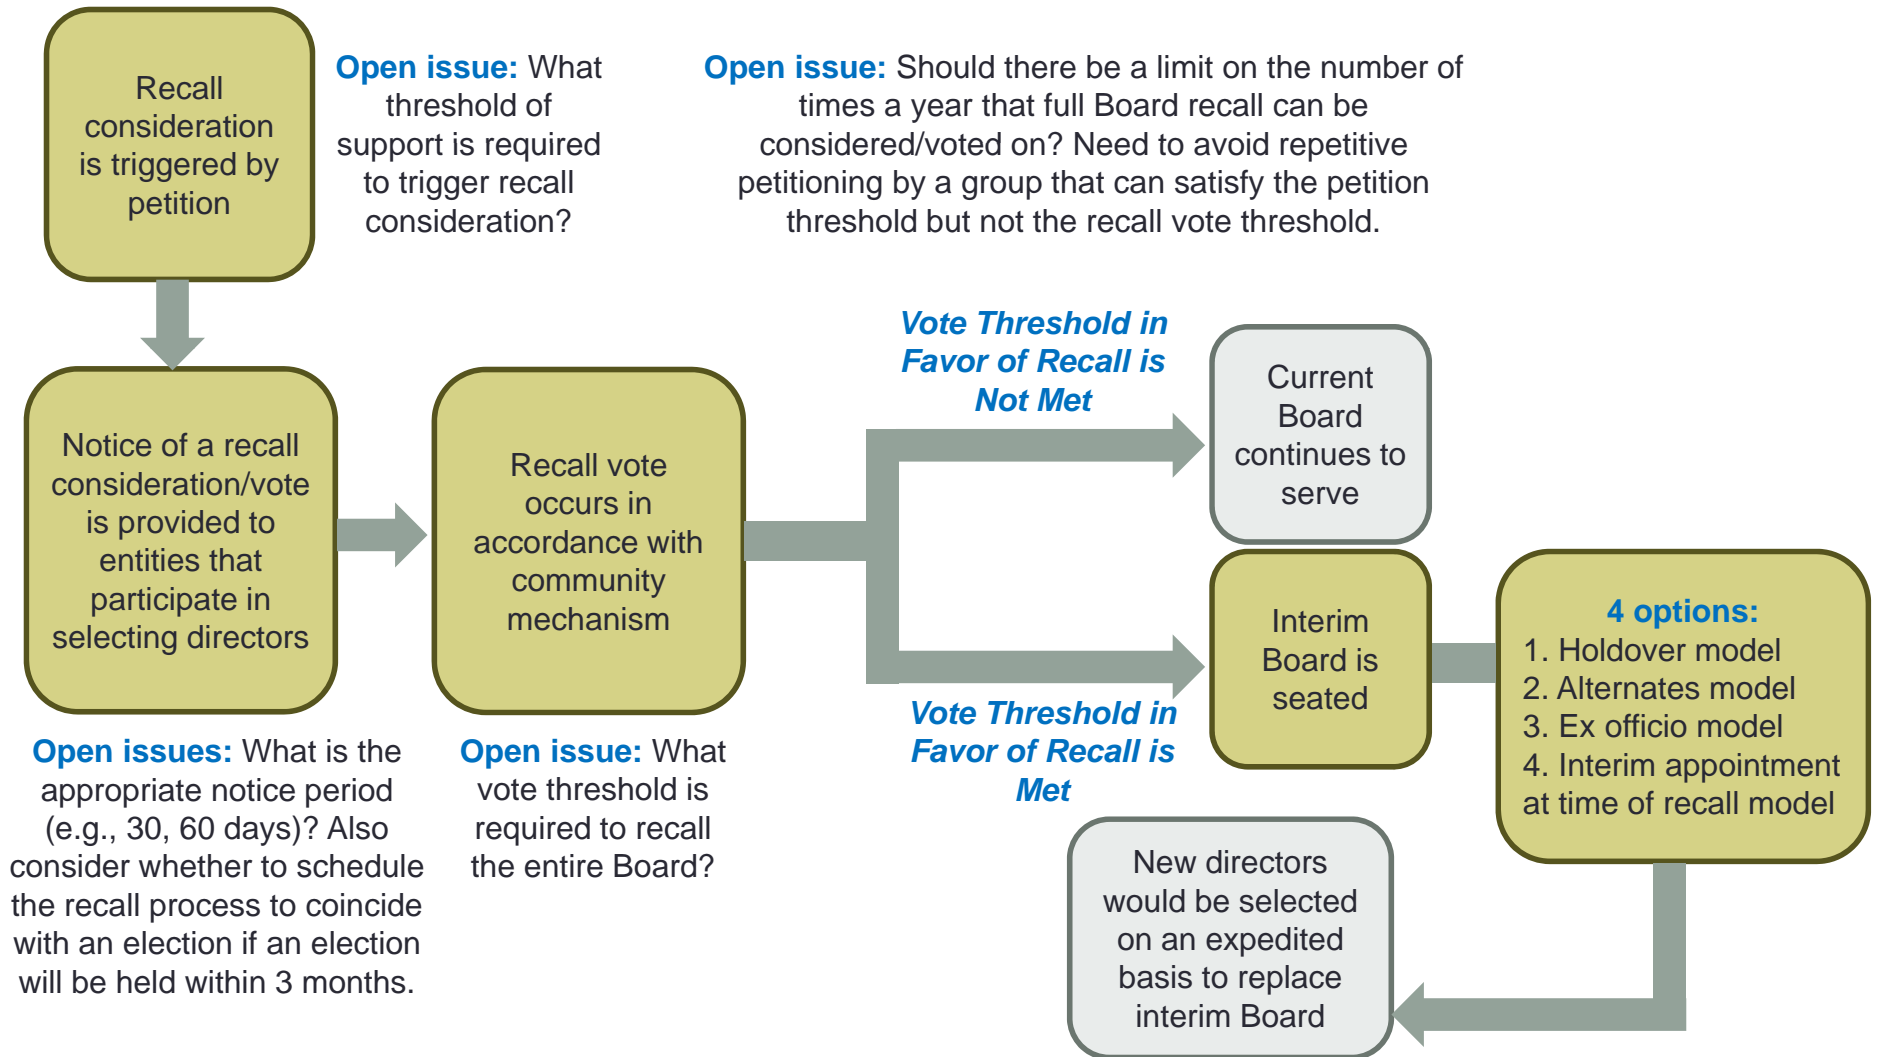 Recall
consideration
is triggered by
petition
Open issue: What
threshold of
support is required
to trigger recall
consideration?
Open issue: Should there be a limit on the number of
times a year that full Board recall can be
considered/voted on? Need to avoid repetitive
petitioning by a group that can satisfy the petition
threshold but not the recall vote threshold.
Notice of a recall
consideration/vote
is provided to
entities that
participate in
selecting directors
Open issues: What is the
appropriate notice period
(e.g., 30, 60 days)? Also
consider whether to schedule
the recall process to coincide
with an election if an election
will be held within 3 months.
Recall vote
occurs in
accordance with
community
mechanism
Open issue: What
vote threshold is
required to recall
the entire Board?
Vote Threshold in
Favor of Recall is
Not Met
Current
Board
continues to
serve
Vote Threshold in
Favor of Recall is
Met
Interim
Board is
seated
4 options:
1. Holdover model
2. Alternates model
3. Ex officio model
4. Interim appointment
at time of recall model
New directors
would be selected
on an expedited
basis to replace
interim Board